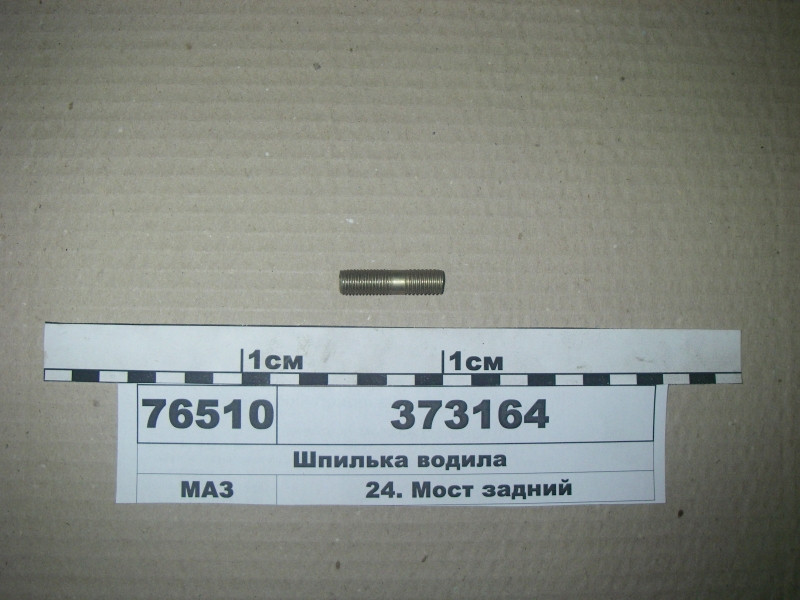 1см 1см
76510 373164
Шпилька водила
МАЗ 24. Мост задний